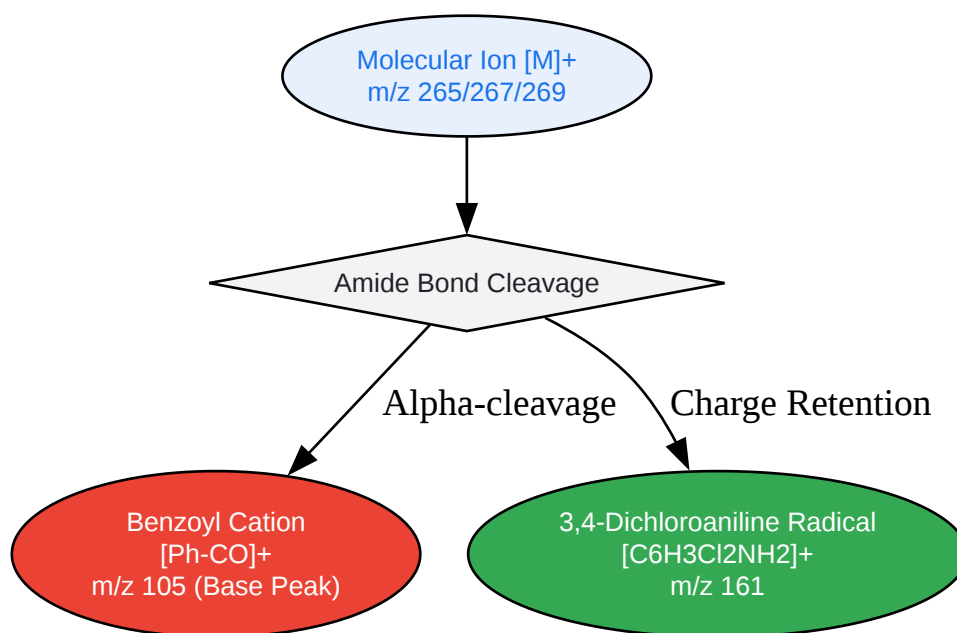 Molecular Ion [M]+
m/z 265/267/269
Amide Bond Cleavage
Alpha-cleavage
Charge Retention
Benzoyl Cation
[Ph-CO]+
m/z 105 (Base Peak)
3,4-Dichloroaniline Radical
[C6H3Cl2NH2]+
m/z 161